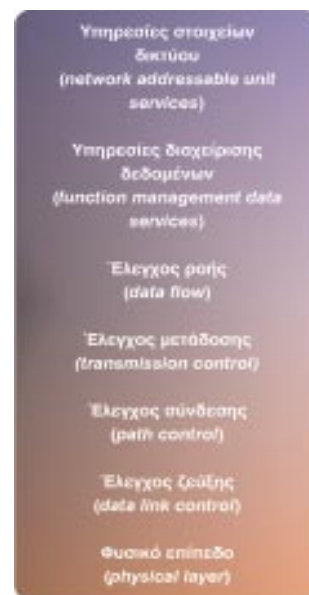 Υπηρεσίες στοιχείων
δικτύου
(network addressable unit
services)
Υπηρεσίες διαχείρισης
δεδομένων
(function management data
services)
Έλεγχος ροής
(data flow)
Έλεγχος μετάδοσης
(transmission control)
Έλεγχος σύνδεσης
(path control)
Έλεγχος ζεύξης
(data link control)
Φυσικό επίπεδο
(physical layer)